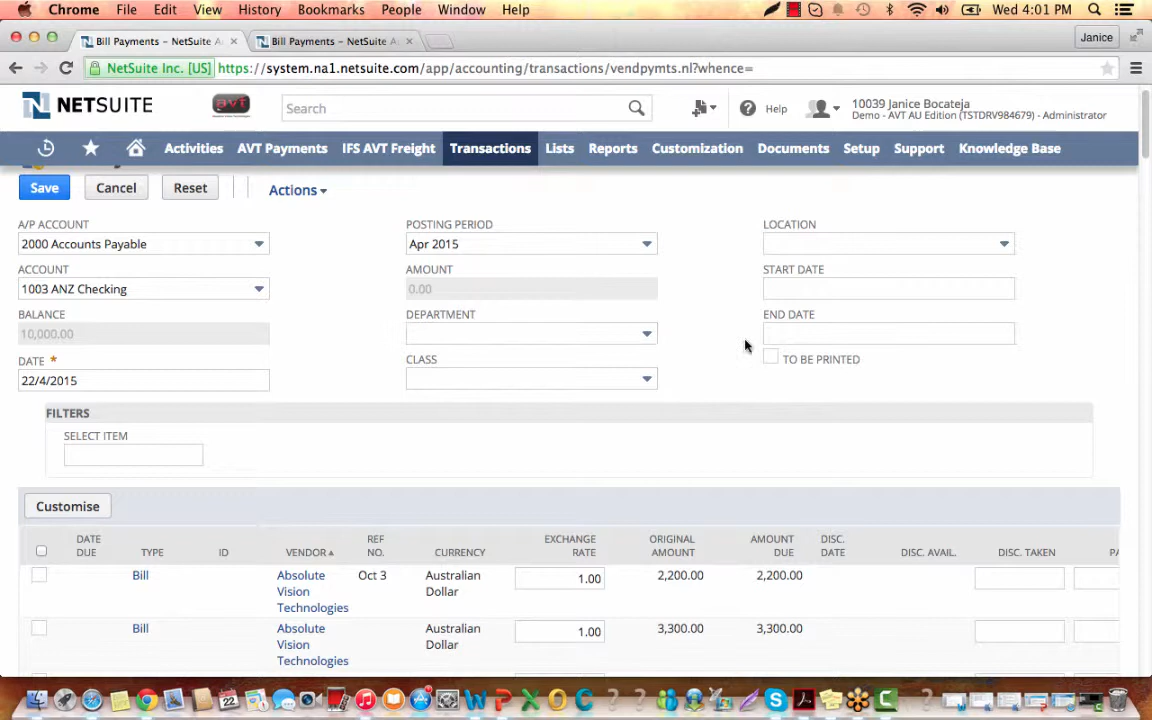 Chrome File Edit View History Bookmarks People Window Help Wed 4:01 PM
Bill Payments – NetSuite A × Bill Payments – NetSuite A × Janice
NetSuite Inc. [US] https://system.na1.netsuite.com/app/accounting/transactions/vendpymts.nl?whence=
NETSUITE avt Search Help 10039 Janice Bocateja
Demo - AVT AU Edition (TSTDRV984679) - Administrator
Activities AVT Payments IFS AVT Freight Transactions Lists Reports Customization Documents Setup Support Knowledge Base
Save Cancel Reset Actions
A/P ACCOUNT POSTING PERIOD LOCATION
2000 Accounts Payable Apr 2015
ACCOUNT AMOUNT START DATE
1003 ANZ Checking 0.00
BALANCE DEPARTMENT END DATE
10,000.00
DATE * CLASS TO BE PRINTED
22/4/2015
FILTERS
SELECT ITEM
Customise
DATE DUE TYPE ID VENDOR REF NO. CURRENCY EXCHANGE RATE ORIGINAL AMOUNT AMOUNT DUE DISC. DATE DISC. AVAIL. DISC. TAKEN PA
Bill Absolute Vision Technologies Oct 3 Australian Dollar 1.00 2,200.00 2,200.00
Bill Absolute Vision Technologies Australian Dollar 1.00 3,300.00 3,300.00